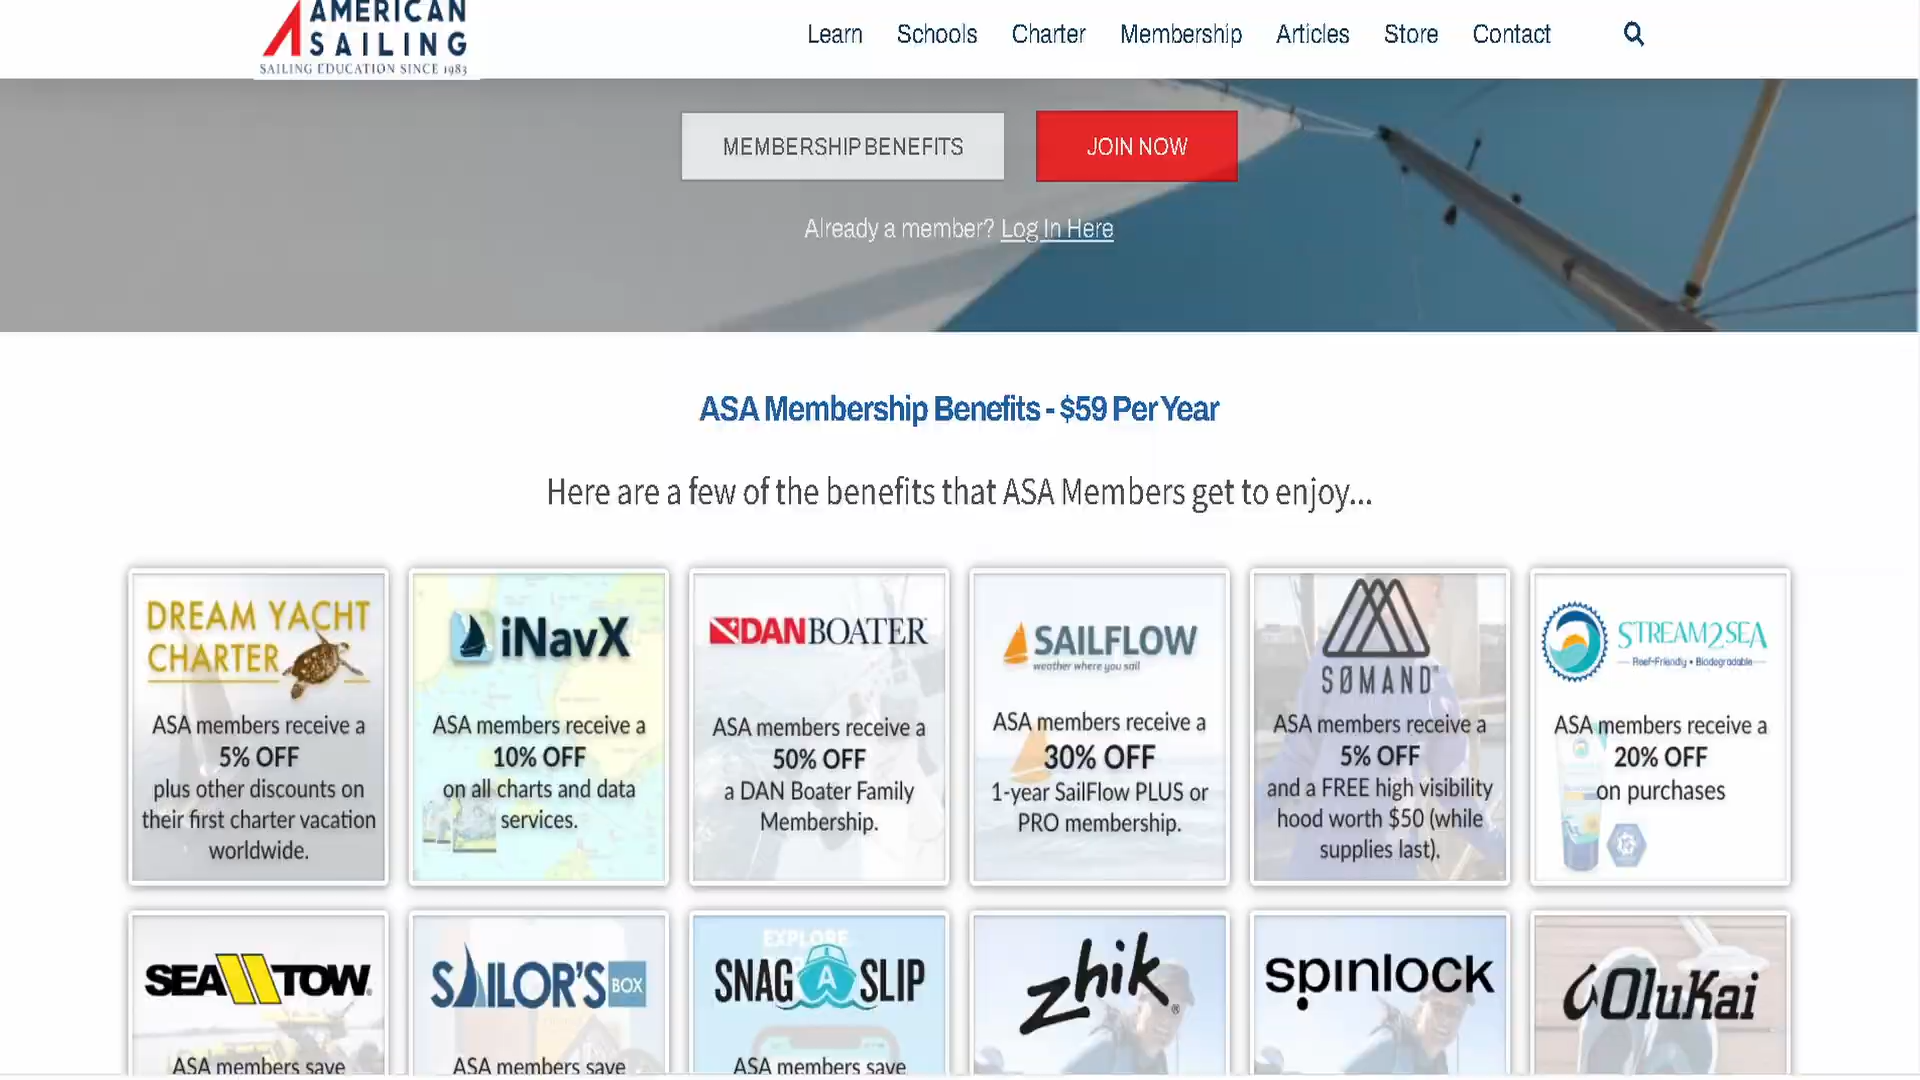 AMERICAN
SAILING
SAILING EDUCATION SINCE 1983
Learn Schools Charter Membership Articles Store Contact
MEMBERSHIP BENEFITS JOIN NOW
Already a member? Log In Here
ASA Membership Benefits - $59 Per Year
Here are a few of the benefits that ASA Members get to enjoy...
DREAM YACHT
CHARTER
ASA members receive a
5% OFF
plus other discounts on
their first charter vacation
worldwide.
iNavX
ASA members receive a
10% OFF
on all charts and data
services.
DAN BOATER
ASA members receive a
50% OFF
a DAN Boater Family
Membership.
SAILFLOW
weather where you sail
ASA members receive a
30% OFF
1-year SailFlow PLUS or
PRO membership.
SØMAND™
ASA members receive a
5% OFF
and a FREE high visibility
hood worth $50 (while
supplies last).
STREAM2SEA
Reef-Friendly • Biodegradable
ASA members receive a
20% OFF
on purchases
SEA TOW
ASA members save
SAILOR'S BOX
ASA members save
EXPLORE
SNAG A SLIP
ASA members save
zhik®
spinlock
OluKai